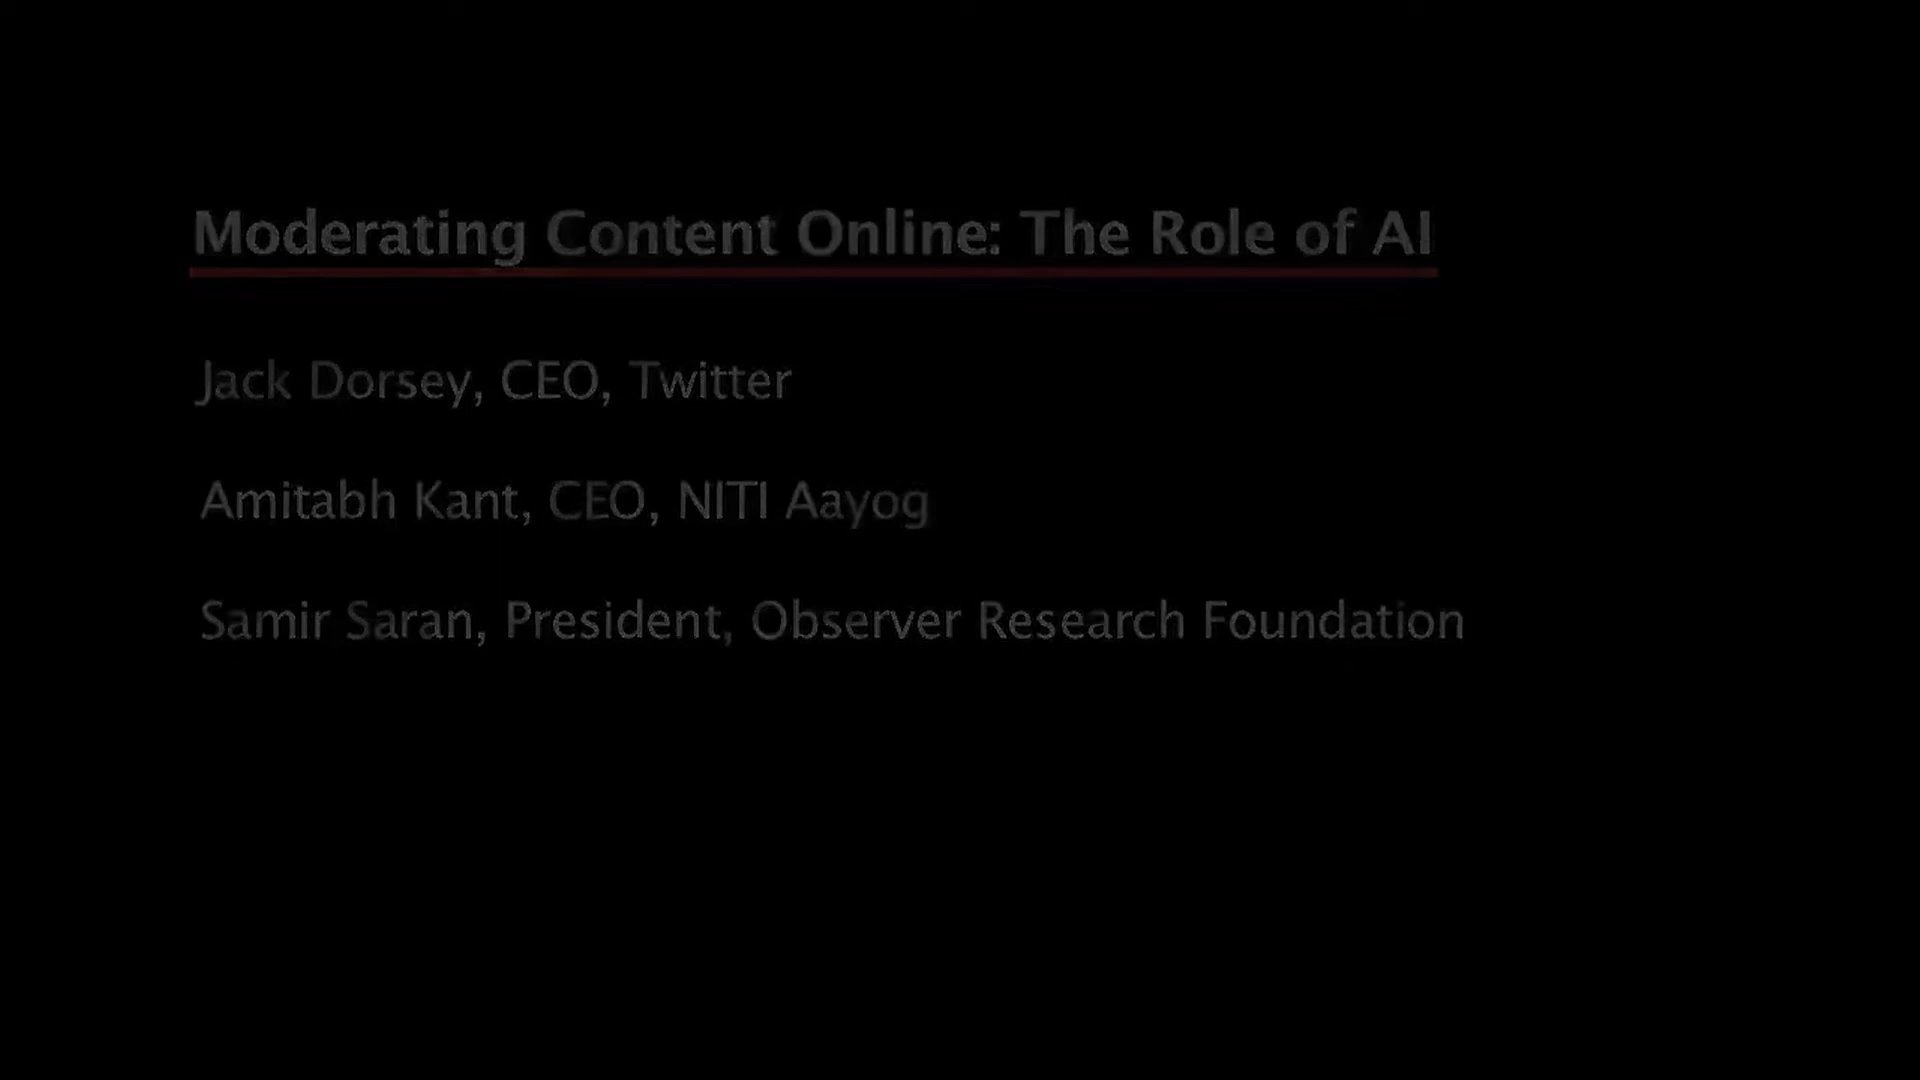 Moderating Content Online: The Role of AI
Jack Dorsey, CEO, Twitter
Amitabh Kant, CEO, NITI Aayog
Samir Saran, President, Observer Research Foundation